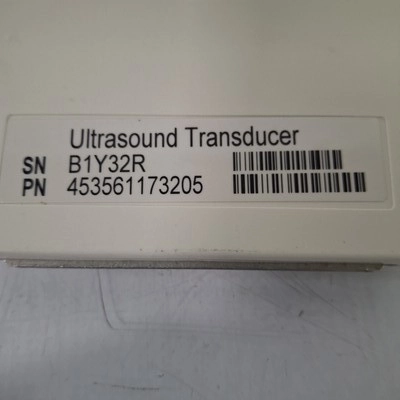 Ultrasound Transducer
SN B1Y32R
PN 453561173205